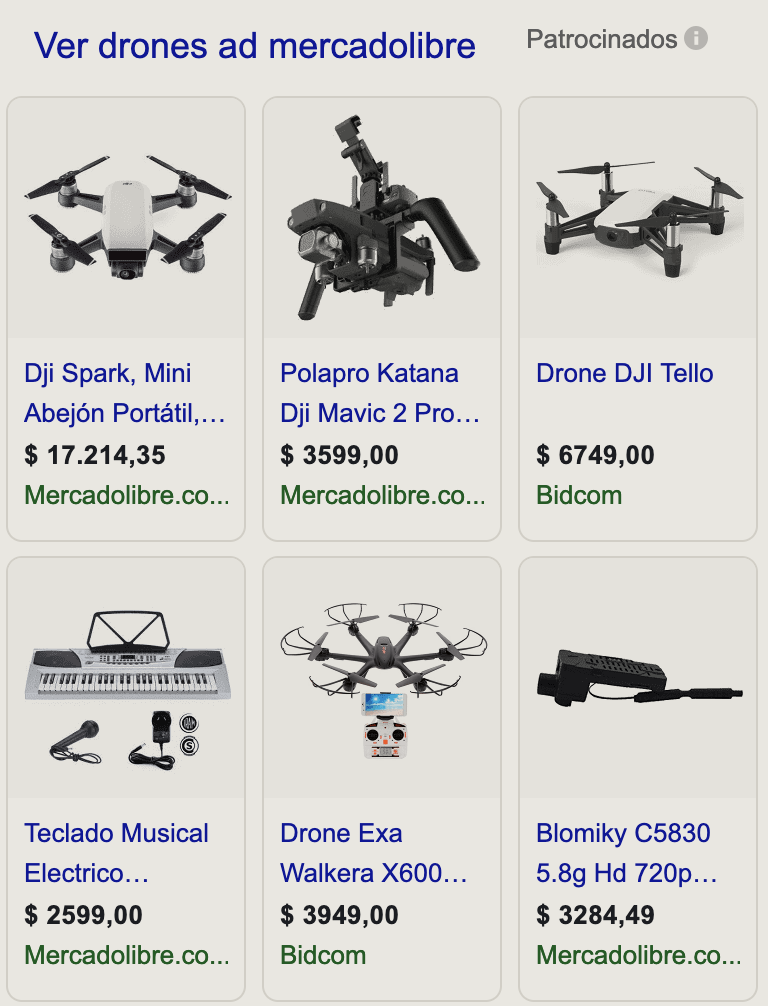 Ver drones ad mercadolibre
Patrocinados
Dji Spark, Mini
Abejón Portátil,...
$ 17.214,35
Mercadolibre.co...
Polapro Katana
Dji Mavic 2 Pro...
$ 3599,00
Mercadolibre.co...
Drone DJI Tello
$ 6749,00
Bidcom
Teclado Musical
Electrico...
$ 2599,00
Mercadolibre.co...
Drone Exa
Walkera X600...
$ 3949,00
Bidcom
Blomiky C5830
5.8g Hd 720p...
$ 3284,49
Mercadolibre.co...